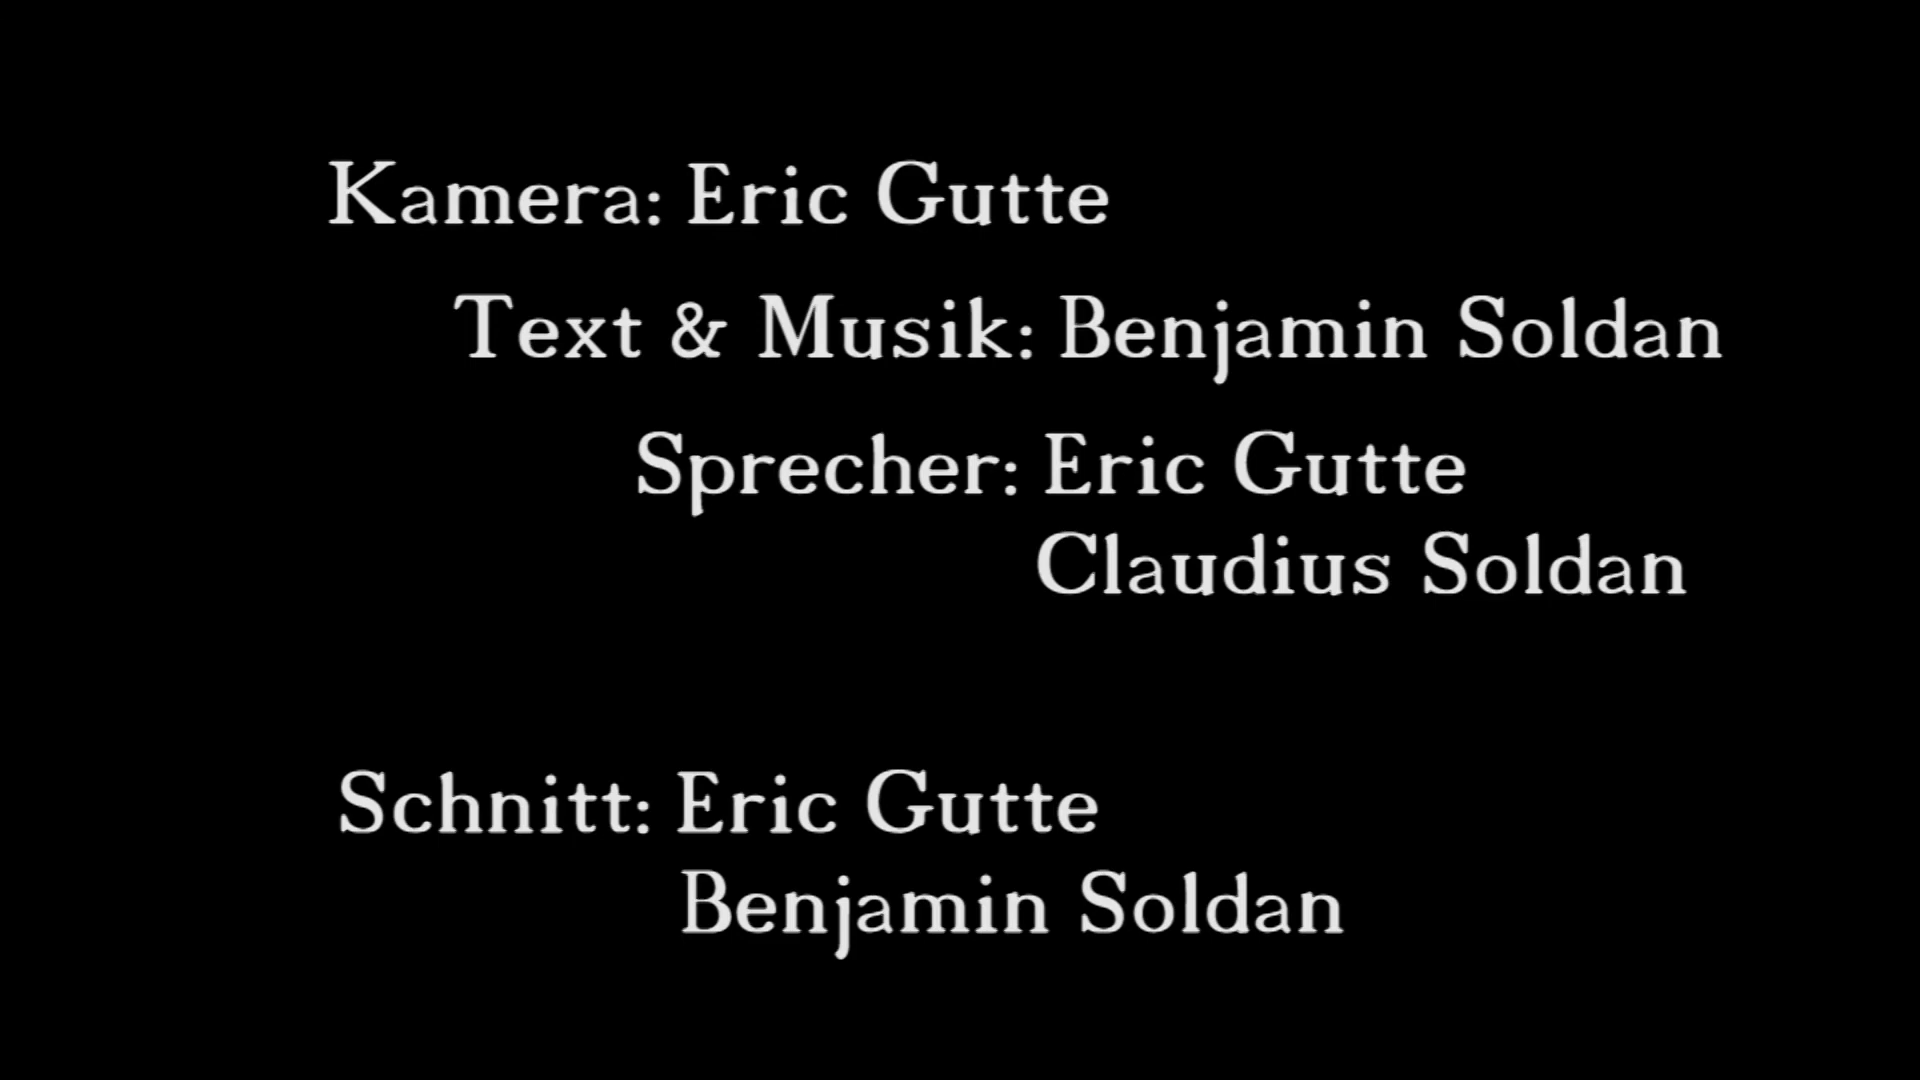 Kamera: Eric Gutte
Text & Musik: Benjamin Soldan
Sprecher: Eric Gutte
Claudius Soldan
Schnitt: Eric Gutte
Benjamin Soldan